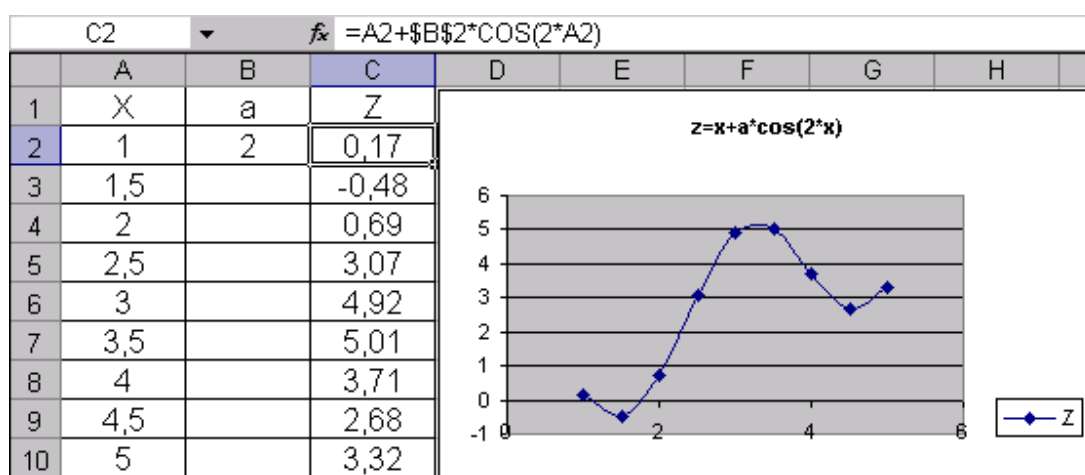 C2 fx =A2+$B$2*COS(2*A2)
A B C D E F G H
1 X a Z
2 1 2 0,17
3 1,5 -0,48
4 2 0,69
5 2,5 3,07
6 3 4,92
7 3,5 5,01
8 4 3,71
9 4,5 2,68
10 5 3,32
z=x+a*cos(2*x)
6
5
4
3
2
1
0
-1
0 2 4 6
Z